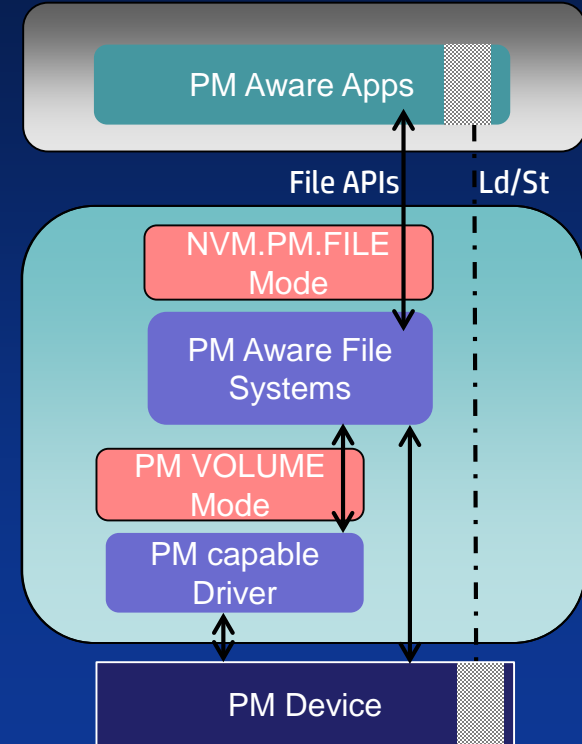 PM Aware Apps
File APIs
Ld/St
NVM.PM.FILE
Mode
PM Aware File
Systems
PM VOLUME
Mode
PM capable
Driver
PM Device